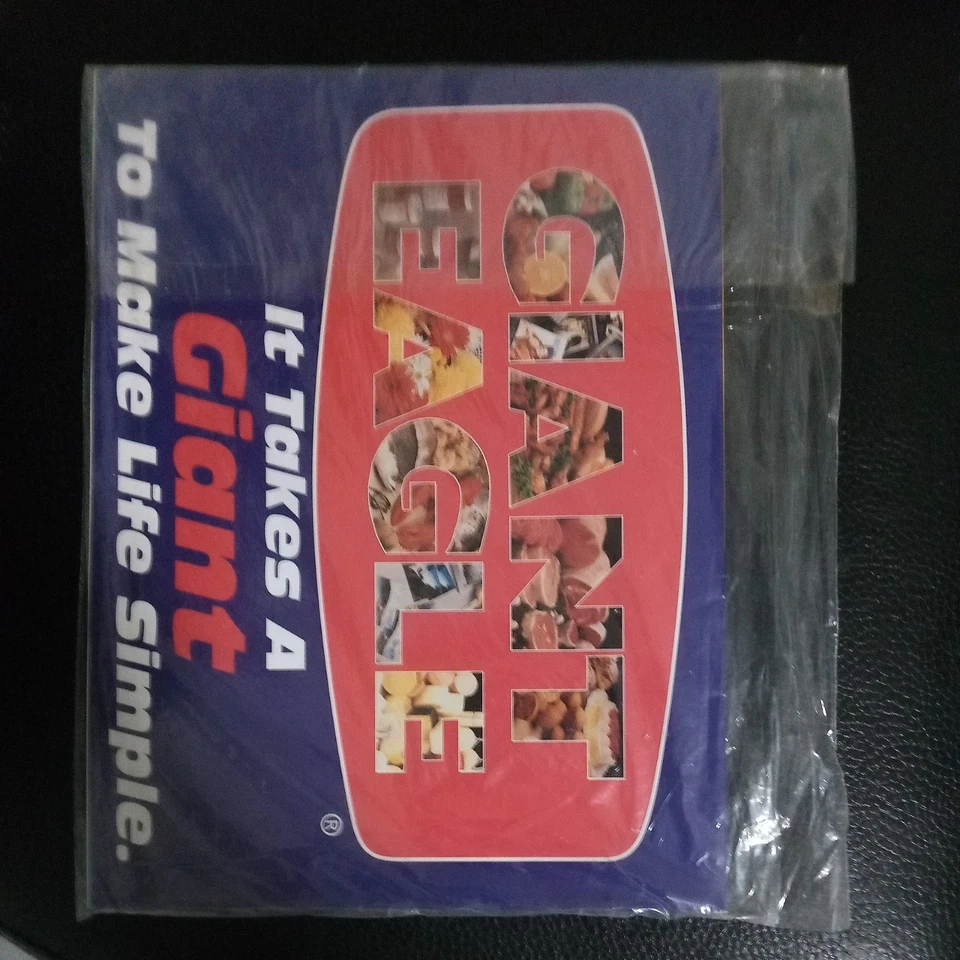 GIANT
EAGLE
®
It Takes A
Giant
To Make Life Simple.